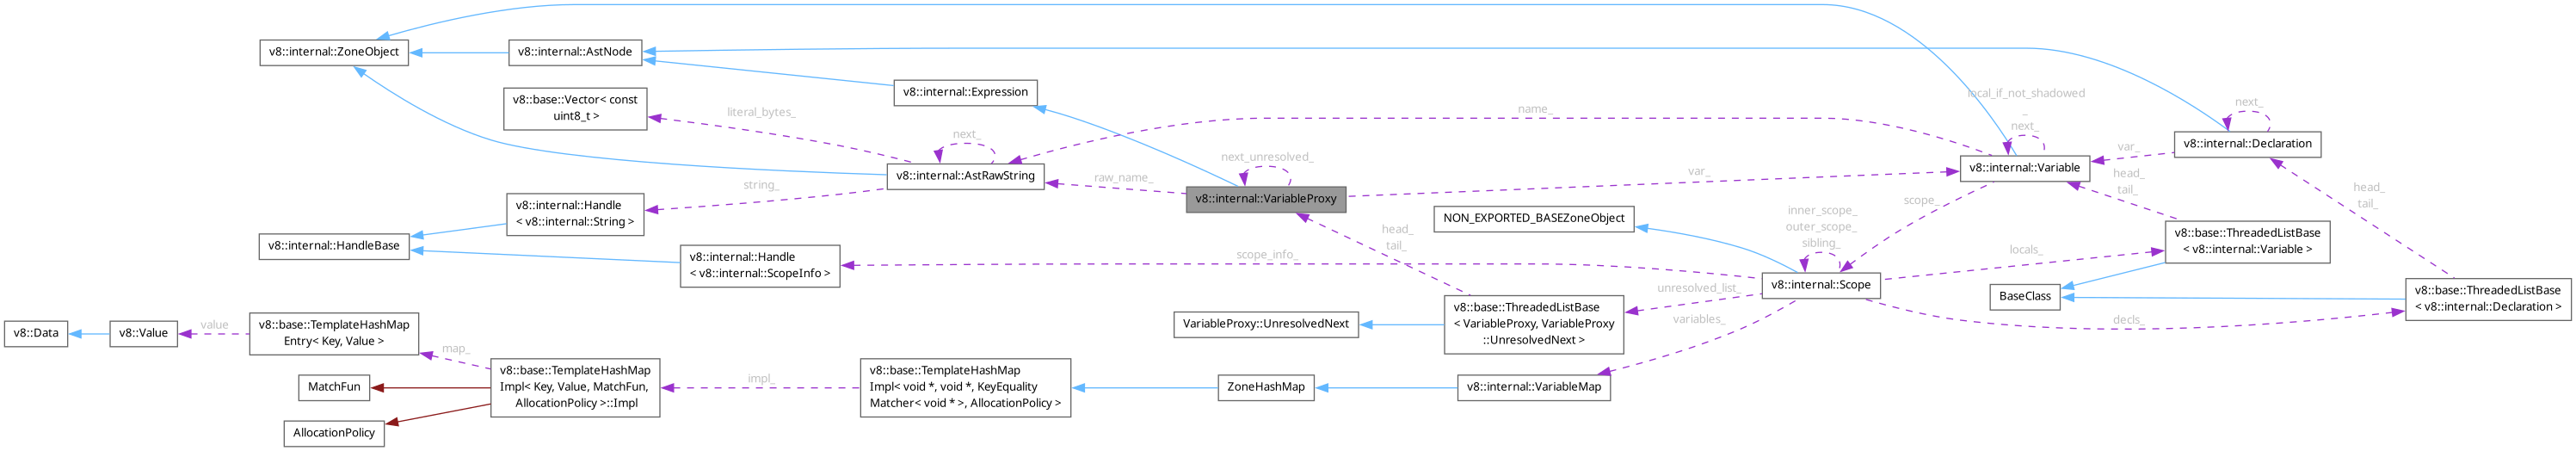 v8::internal::ZoneObject
v8::internal::AstNode
v8::internal::Expression
v8::base::Vector< const
uint8_t >
literal_bytes_
name_
local_if_not_shadowed
_
next_
next_
v8::internal::Declaration
next_
v8::internal::AstRawString
next_unresolved_
var_
v8::internal::Variable
raw_name_
var_
string_
v8::internal::VariableProxy
head_
tail_
head_
tail_
v8::internal::Handle
< v8::internal::String >
v8::internal::HandleBase
NON_EXPORTED_BASEZoneObject
scope_
inner_scope_
outer_scope_
sibling_
v8::base::ThreadedListBase
< v8::internal::Variable >
head_
tail_
locals_
v8::internal::Handle
< v8::internal::ScopeInfo >
scope_info_
v8::internal::Scope
unresolved_list_
BaseClass
v8::base::ThreadedListBase
< v8::internal::Declaration >
v8::base::ThreadedListBase
< VariableProxy, VariableProxy
::UnresolvedNext >
VariableProxy::UnresolvedNext
variables_
decls_
v8::Data
v8::Value
value
v8::base::TemplateHashMap
Entry< Key, Value >
map_
MatchFun
AllocationPolicy
v8::base::TemplateHashMap
Impl< Key, Value, MatchFun,
AllocationPolicy >::Impl
impl_
v8::base::TemplateHashMap
Impl< void *, void *, KeyEquality
Matcher< void * >, AllocationPolicy >
ZoneHashMap
v8::internal::VariableMap